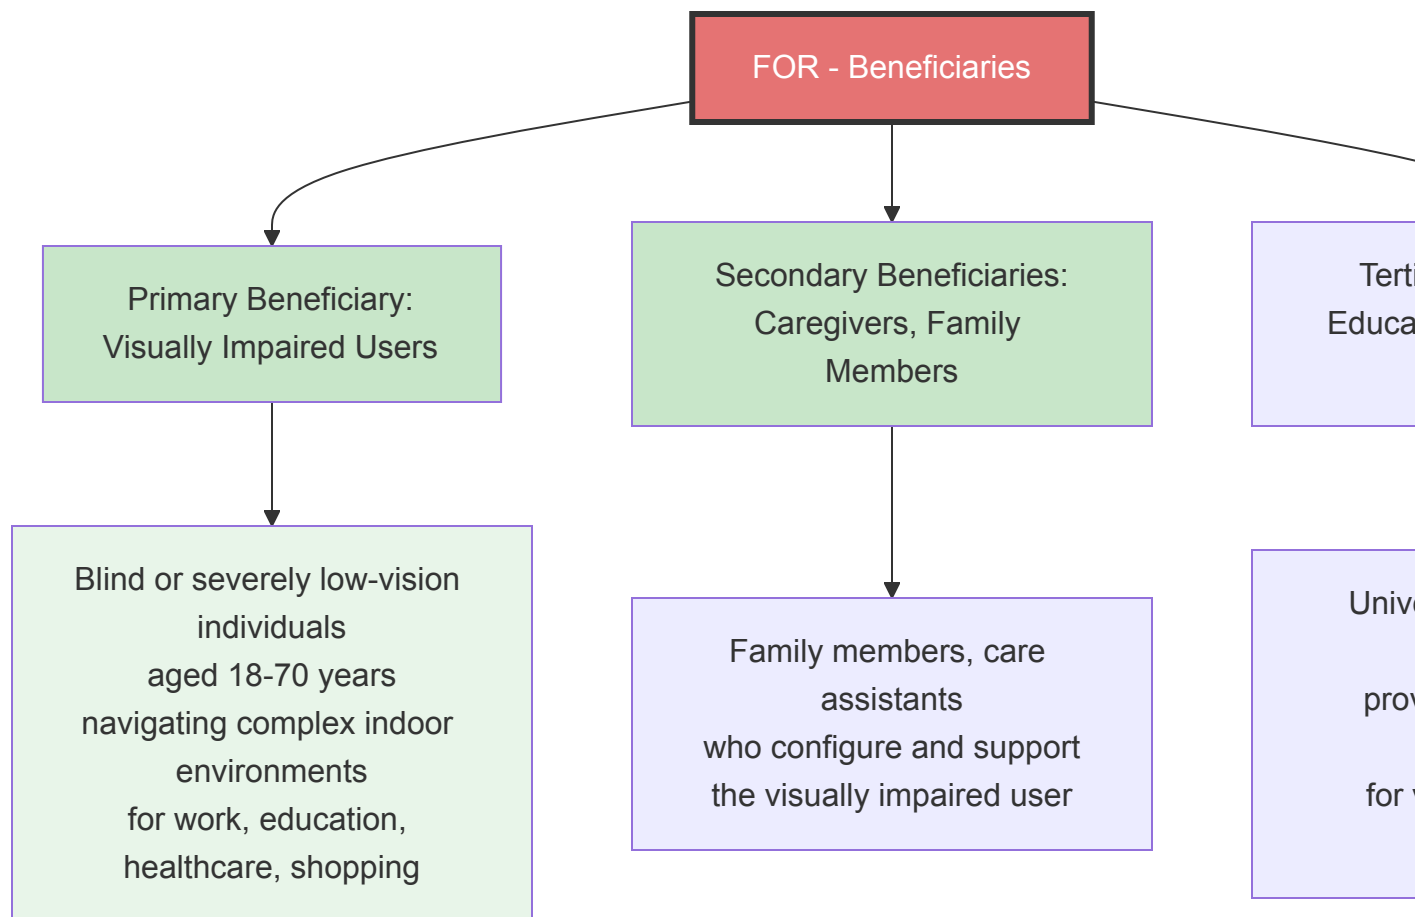 FOR - Beneficiaries
Primary Beneficiary:
Visually Impaired Users
Secondary Beneficiaries:
Caregivers, Family
Members
Blind or severely low-vision
individuals
aged 18-70 years
navigating complex indoor
environments
for work, education,
healthcare, shopping
Family members, care
assistants
who configure and support
the visually impaired user
for